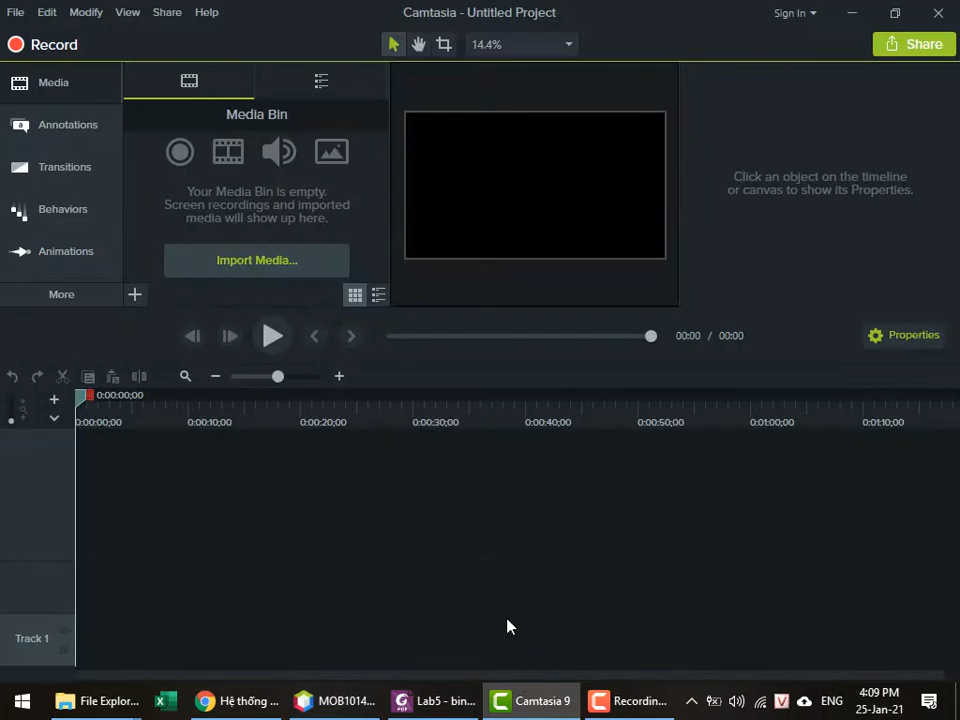 File Edit Modify View Share Help
Camtasia - Untitled Project
Sign In
Record
14.4%
Share
Media
Annotations
Transitions
Behaviors
Animations
More
Media Bin
Your Media Bin is empty.
Screen recordings and imported
media will show up here.
Import Media...
Click an object on the timeline
or canvas to show its Properties.
00:00 / 00:00
Properties
0:00:00;00
0:00:00;00 0:00:10;00 0:00:20;00 0:00:30;00 0:00:40;00 0:00:50;00 0:01:00;00 0:01:10;00
Track 1
File Explor...
Hệ thống ...
MOB1014...
Lab5 - bin...
Camtasia 9
Recordin...
ENG
4:09 PM
25-Jan-21